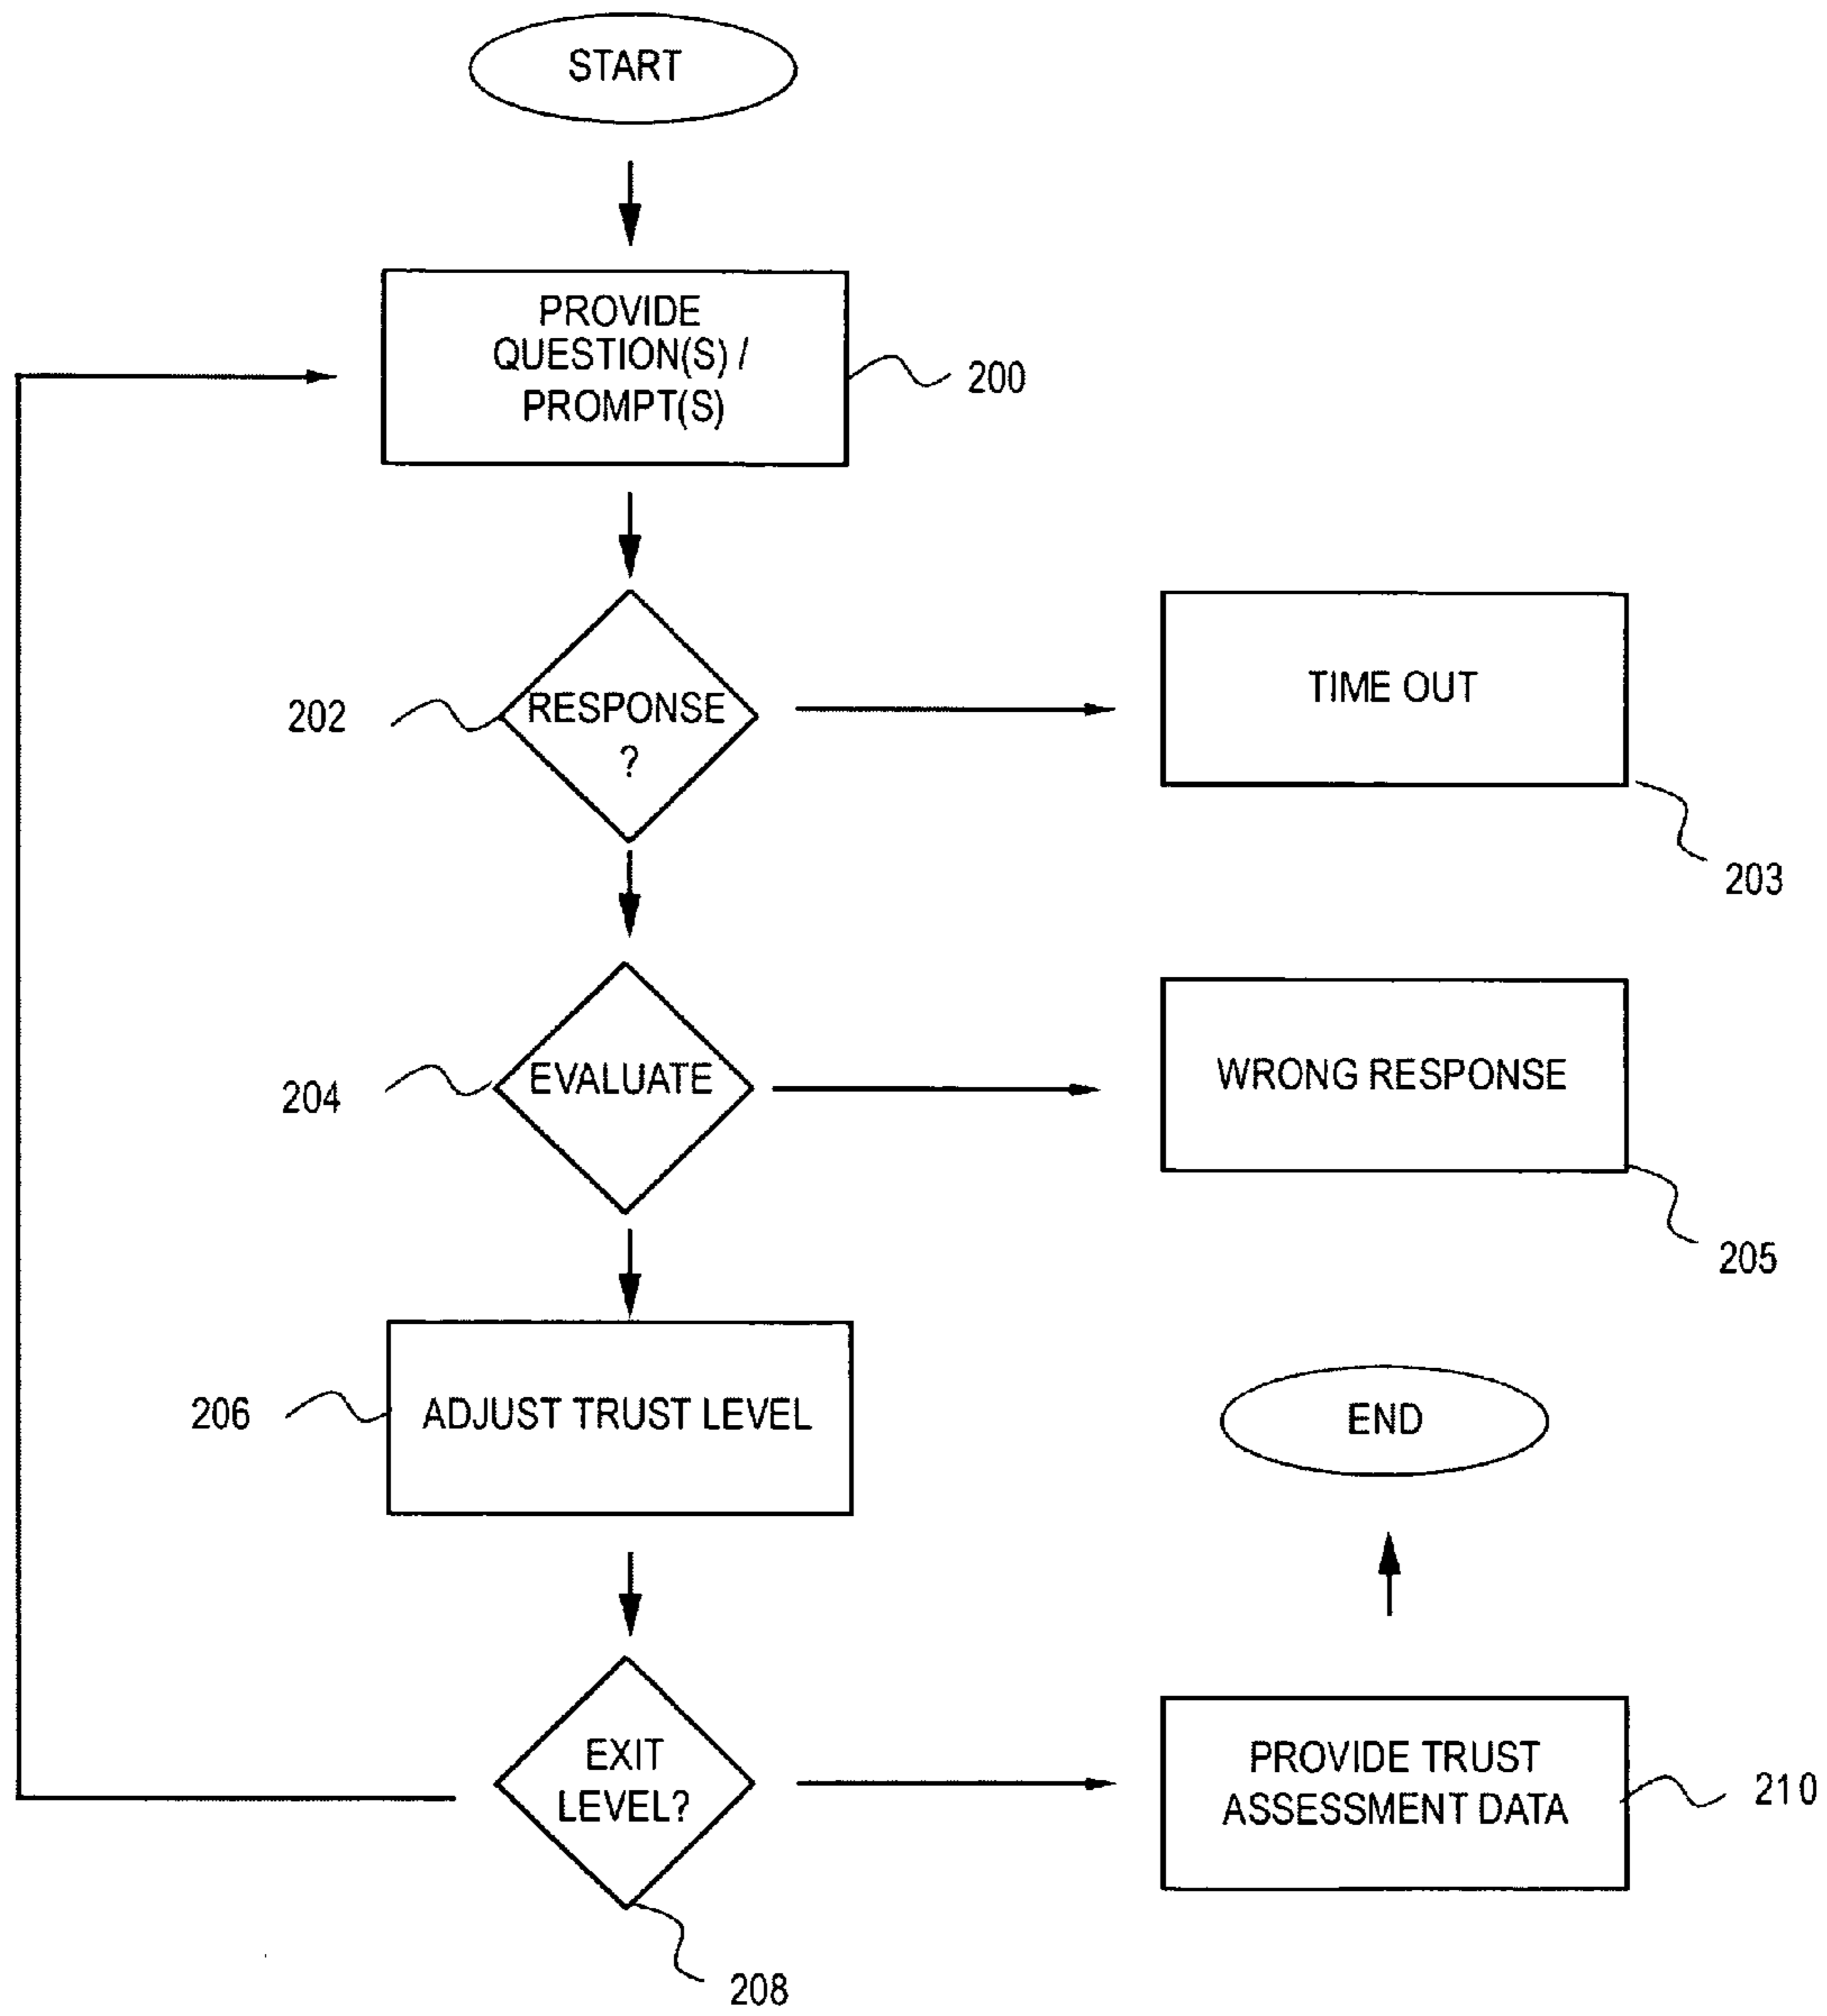 START
PROVIDE
QUESTION(S) /
PROMPT(S)
200
RESPONSE
?
202
TIME OUT
203
EVALUATE
204
WRONG RESPONSE
205
ADJUST TRUST LEVEL
206
END
EXIT
LEVEL?
208
PROVIDE TRUST
ASSESSMENT DATA
210